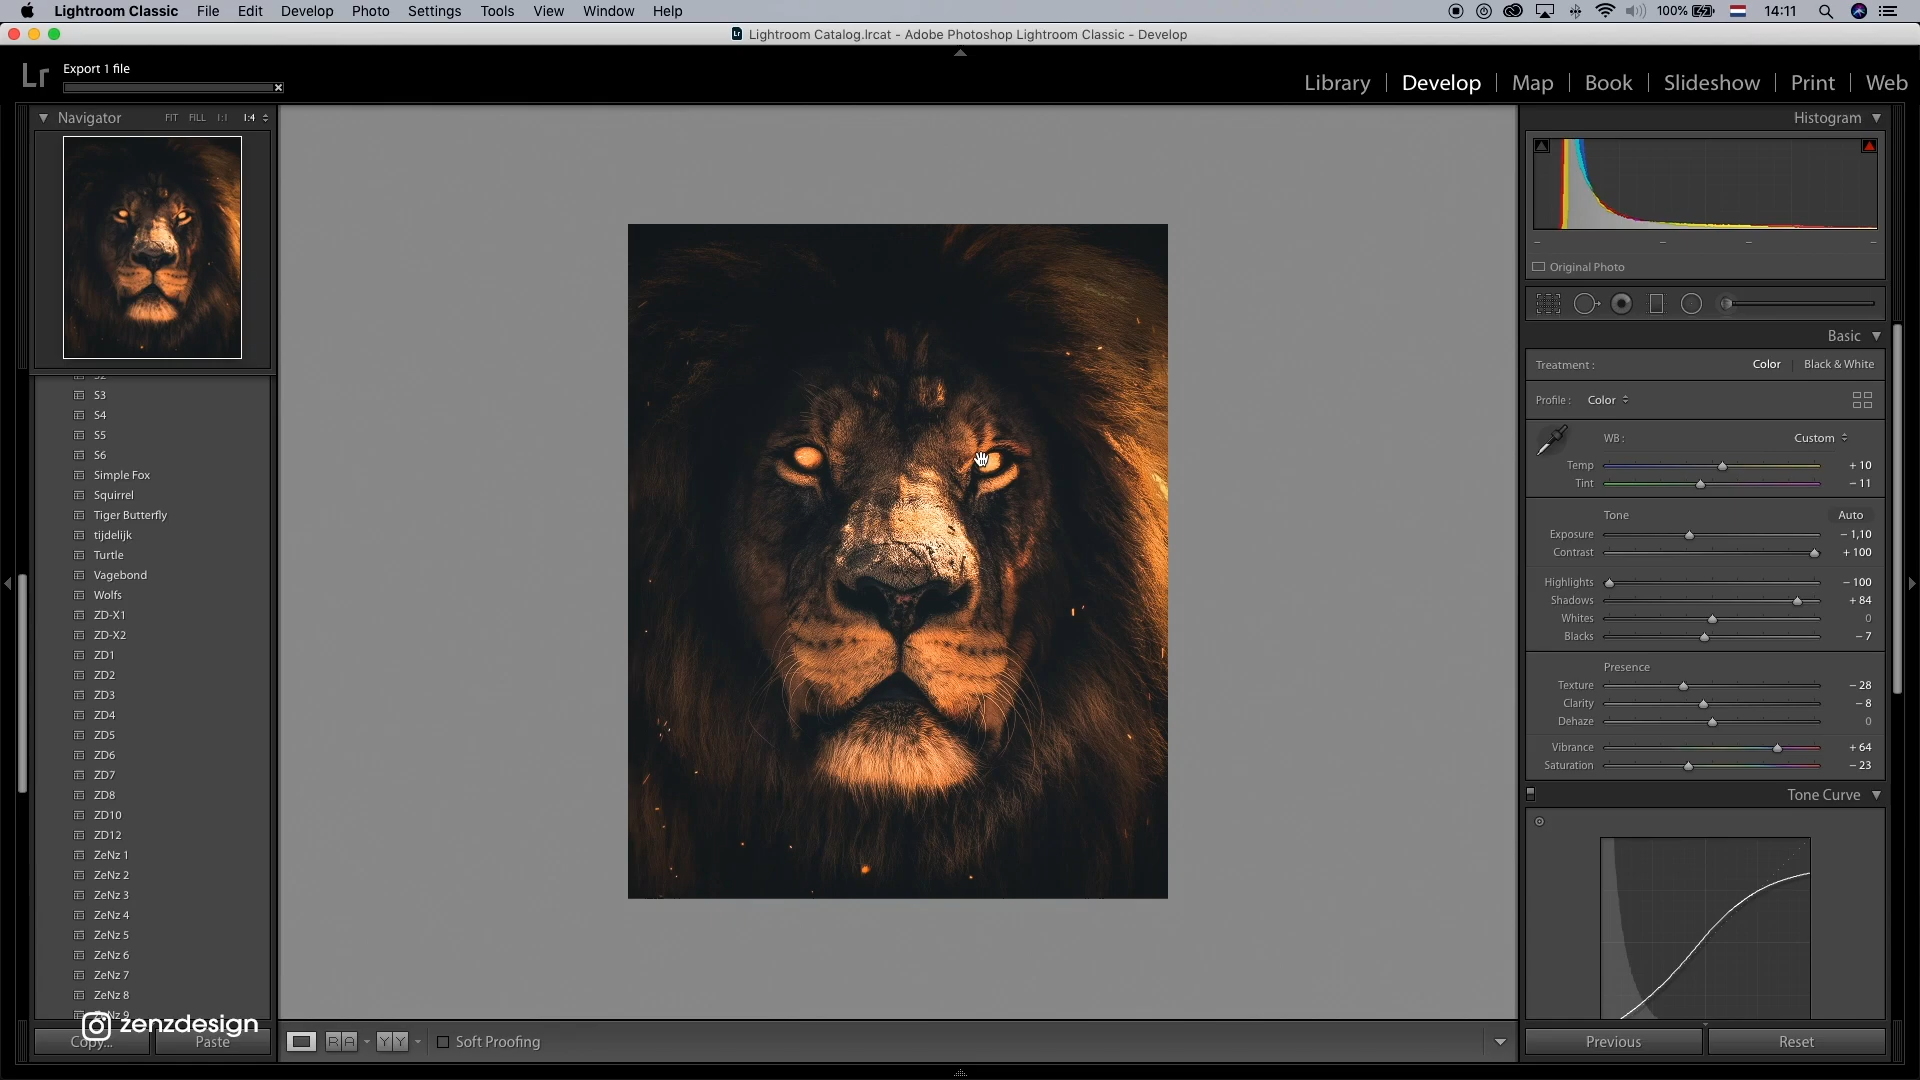 Lightroom Classic File Edit Develop Photo Settings Tools View Window Help 100% 14:11
Lightroom Catalog.lrcat - Adobe Photoshop Lightroom Classic - Develop
Lr Export 1 file
Library Develop Map Book Slideshow Print Web
Navigator FIT FILL 1:1 1:4
S2
S3
S4
S5
S6
Simple Fox
Squirrel
Tiger Butterfly
tijdelijk
Turtle
Vagebond
Wolfs
ZD-X1
ZD-X2
ZD1
ZD2
ZD3
ZD4
ZD5
ZD6
ZD7
ZD8
ZD10
ZD12
ZeNz 1
ZeNz 2
ZeNz 3
ZeNz 4
ZeNz 5
ZeNz 6
ZeNz 7
ZeNz 8
ZeNz 9
zenzdesign
Copy... Paste
R A Y Y Soft Proofing
Histogram
Original Photo
Basic
Treatment : Color Black & White
Profile : Color
WB : Custom
Temp + 10
Tint − 11
Tone Auto
Exposure − 1,10
Contrast + 100
Highlights − 100
Shadows + 84
Whites 0
Blacks − 7
Presence
Texture − 28
Clarity − 8
Dehaze 0
Vibrance + 64
Saturation − 23
Tone Curve
Previous Reset